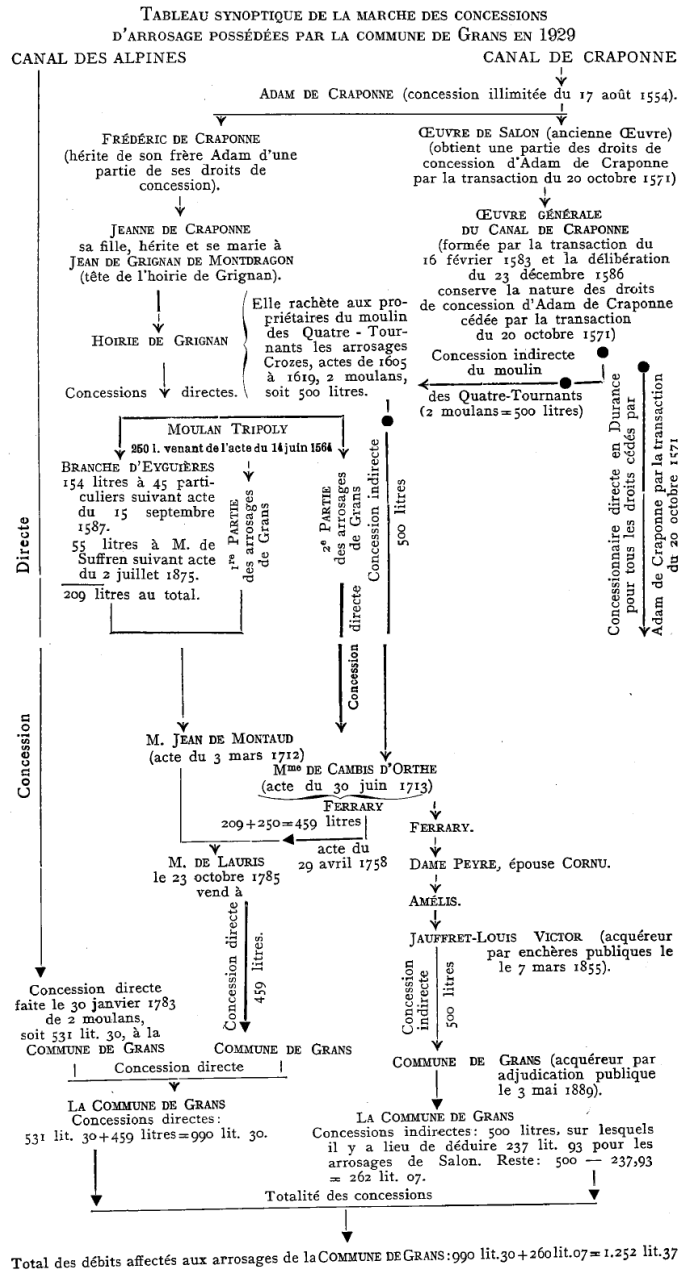 TABLEAU SYNOPTIQUE DE LA MARCHE DES CONCESSIONS
D'ARROSAGE POSSÉDÉES PAR LA COMMUNE DE GRANS EN 1929
CANAL DES ALPINES
CANAL DE CRAPONNE
ADAM DE CRAPONNE (concession illimitée du 17 août 1554).
FRÉDÉRIC DE CRAPONNE
(hérite de son frère Adam d'une
partie de ses droits de
concession).
ŒUVRE DE SALON (ancienne Œuvre)
(obtient une partie des droits de
concession d'Adam de Craponne
par la transaction du 20 octobre 1571)
JEANNE DE CRAPONNE
sa fille, hérite et se marie à
JEAN DE GRIGNAN DE MONTDRAGON
(tête de l'hoirie de Grignan).
ŒUVRE GÉNÉRALE
DU CANAL DE CRAPONNE
(formée par la transaction du
16 février 1583 et la délibération
du 23 décembre 1586
conserve la nature des droits
de concession d'Adam de Craponne
cédée par la transaction
du 20 octobre 1571)
HOIRIE DE GRIGNAN
Elle rachète aux pro-
priétaires du moulin
des Quatre - Tour-
nants les arrosages
Crozes, actes de 1605
à 1619, 2 moulans,
soit 500 litres.
Concessions directes.
Concession indirecte
du moulin
des Quatre-Tournants
(2 moulans=500 litres)
Concessionnaire directe en Durance
pour tous les droits cédés par
Adam de Craponne par la transaction
du 20 octobre 1571
MOULAN TRIPOLY
250 l. venant de l'acte du 14 juin 1564
BRANCHE D'EYGUIÈRES
154 litres à 45 parti-
culiers suivant acte
du 15 septembre
1587.
55 litres à M. de
Suffren suivant acte
du 2 juillet 1875.
209 litres au total.
1re PARTIE
des arrosages
de Grans
2e PARTIE
des arrosages
de Grans
Concession directe
Concession indirecte
500 litres
Directe
Concession
M. JEAN DE MONTAUD
(acte du 3 mars 1712)
Mme DE CAMBIS D'ORTHE
(acte du 30 juin 1713)
FERRARY
209+250=459 litres
acte du
29 avril 1758
FERRARY.
M. DE LAURIS
le 23 octobre 1785
vend à
DAME PEYRE, épouse CORNU.
AMÉLIS.
JAUFFRET-LOUIS VICTOR (acquéreur
par enchères publiques le
le 7 mars 1855).
Concession directe
459 litres.
Concession
indirecte
500 litres
Concession directe
faite le 30 janvier 1783
de 2 moulans,
soit 531 lit. 30, à la
COMMUNE DE GRANS
COMMUNE DE GRANS
Concession directe
COMMUNE DE GRANS (acquéreur par
adjudication publique
le 3 mai 1889).
LA COMMUNE DE GRANS
Concessions directes:
531 lit. 30+459 litres=990 lit. 30.
LA COMMUNE DE GRANS
Concessions indirectes: 500 litres, sur lesquels
il y a lieu de déduire 237 lit. 93 pour les
arrosages de Salon. Reste: 500 — 237,93
= 262 lit. 07.
Totalité des concessions
Total des débits affectés aux arrosages de la COMMUNE DE GRANS: 990 lit.30+260lit.07=1.252 lit.37